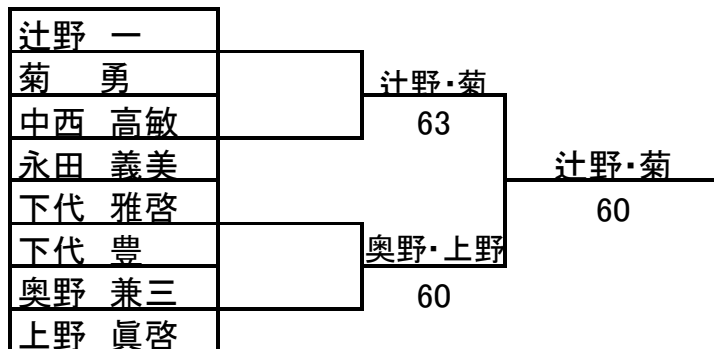 辻野 一
菊 勇
中西 高敏
永田 義美
下代 雅啓
下代 豊
奥野 兼三
上野 眞啓
辻野・菊
63
奥野・上野
60
辻野・菊
60